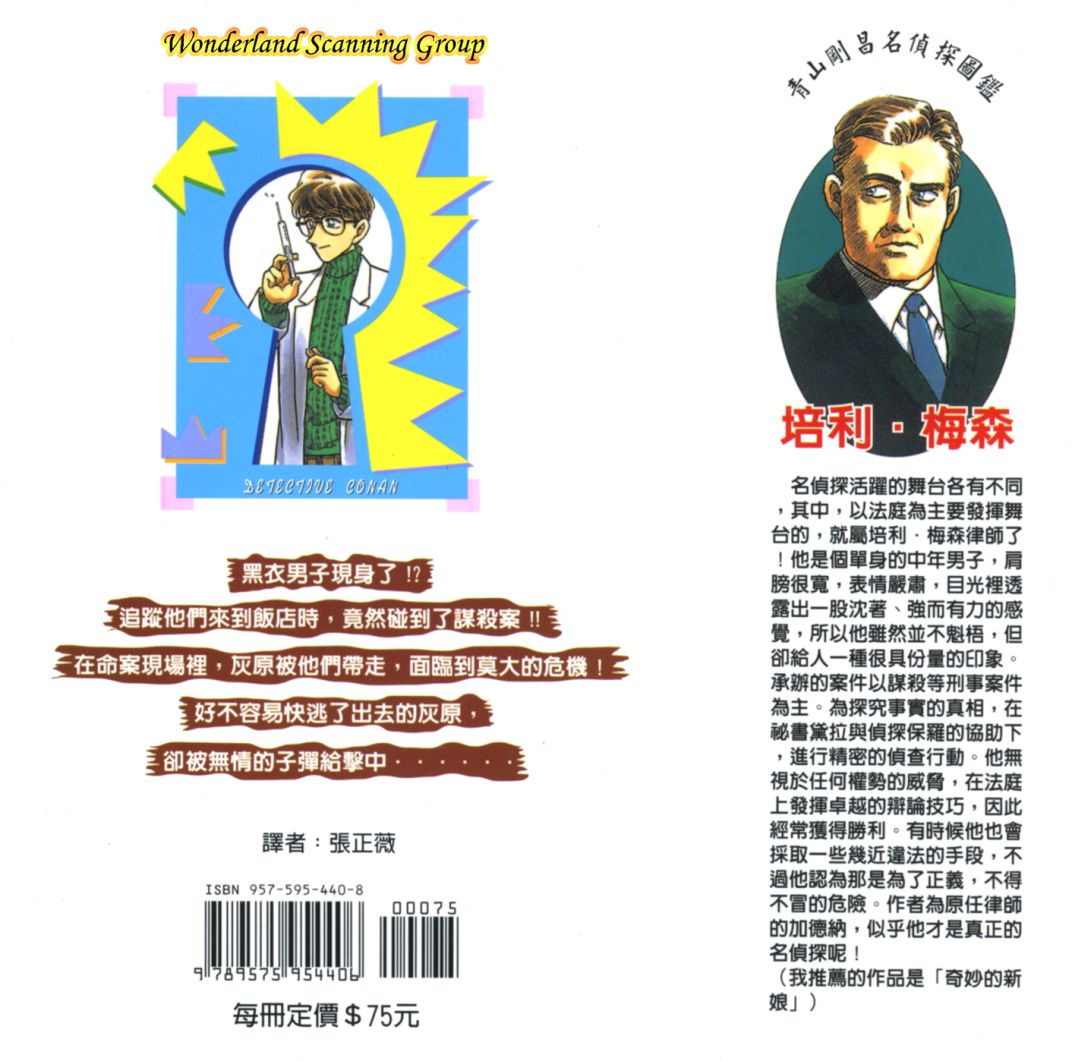 Wonderland Scanning Group
DETECTIVE CONAN
黑衣男子現身了!?
追蹤他們來到飯店時，竟然碰到了謀殺案!!
在命案現場裡，灰原被他們帶走，面臨到莫大的危機！
好不容易快逃了出去的灰原，
卻被無情的子彈給擊中‧‧‧‧‧‧
譯者：張正薇
ISBN 957-595-440-8
00075
9 789575 954406
每冊定價＄75元
青山剛昌名偵探圖鑑
培利‧梅森
名偵探活躍的舞台各有不同
，其中，以法庭為主要發揮舞
台的，就屬培利‧梅森律師了
！他是個單身的中年男子，肩
膀很寬，表情嚴肅，目光裡透
露出一股沈著、強而有力的感
覺，所以他雖然並不魁梧，但
卻給人一種很具份量的印象。
承辦的案件以謀殺等刑事案件
為主。為探究事實的真相，在
祕書黛拉與偵探保羅的協助下
，進行精密的偵查行動。他無
視於任何權勢的威脅，在法庭
上發揮卓越的辯論技巧，因此
經常獲得勝利。有時候他也會
採取一些幾近違法的手段，不
過他認為那是為了正義，不得
不冒的危險。作者為原任律師
的加德納，似乎他才是真正的
名偵探呢！
（我推薦的作品是「奇妙的新
娘」）